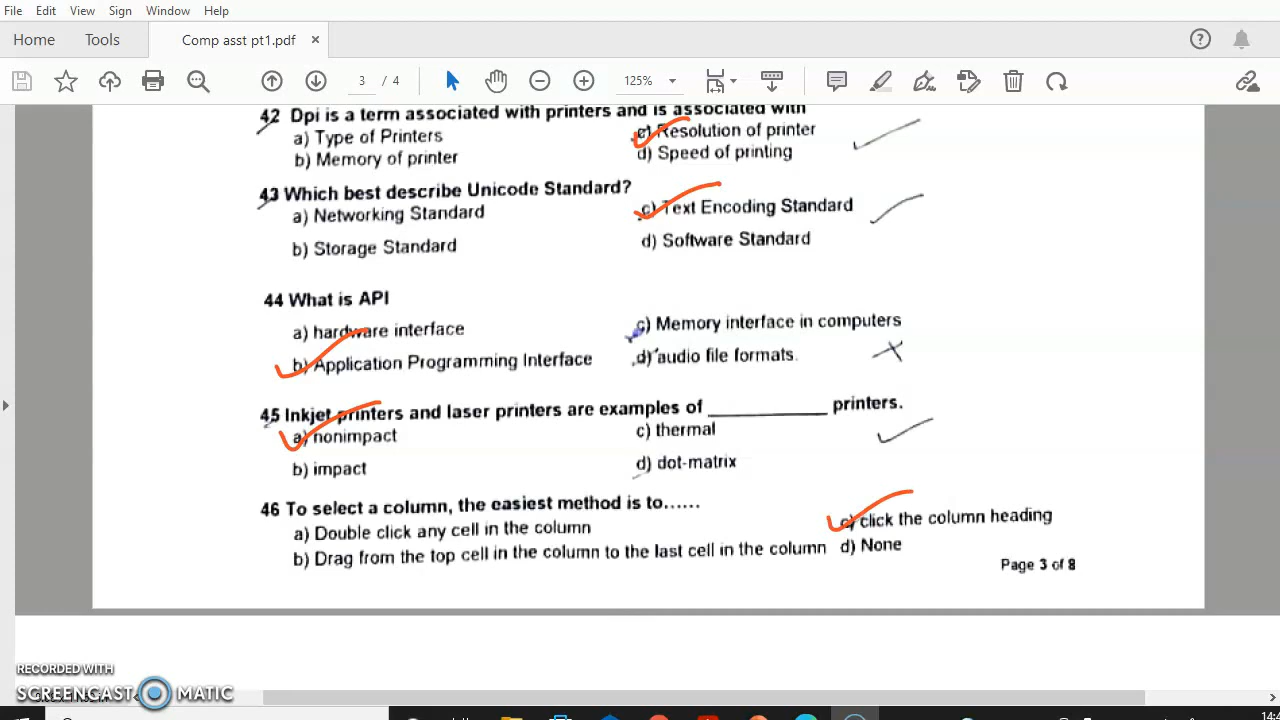 File Edit View Sign Window Help
Home Tools Comp asst pt1.pdf ×
3 / 4 125%
42 Dpi is a term associated with printers and is associated with
a) Type of Printers c) Resolution of printer
b) Memory of printer d) Speed of printing
43 Which best describe Unicode Standard?
a) Networking Standard c) Text Encoding Standard
b) Storage Standard d) Software Standard
44 What is API
a) hardware interface c) Memory interface in computers
b) Application Programming Interface d) audio file formats.
45 Inkjet printers and laser printers are examples of ____________ printers.
a) nonimpact c) thermal
b) impact d) dot-matrix
46 To select a column, the easiest method is to......
a) Double click any cell in the column c) click the column heading
b) Drag from the top cell in the column to the last cell in the column d) None
Page 3 of 8
RECORDED WITH
SCREENCAST MATIC